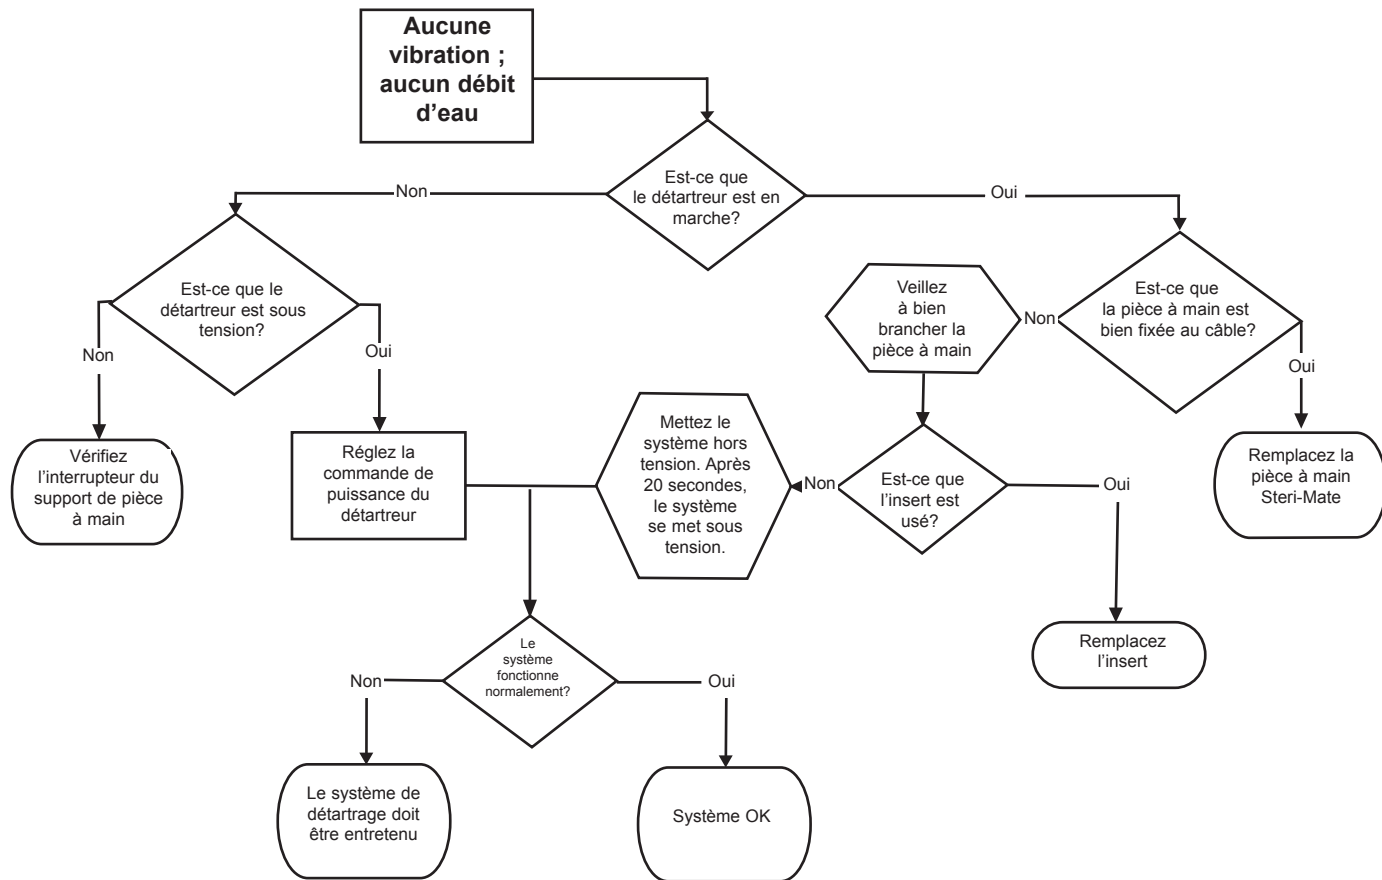 Aucune
vibration ;
aucun débit
d'eau
Est-ce que
le détartreur est en
marche?
Non
Oui
Est-ce que le
détartreur est sous
tension?
Veillez
à bien
brancher la
pièce à main
Non
Est-ce que
la pièce à main est
bien fixée au câble?
Non
Oui
Oui
Vérifiez
l'interrupteur du
support de pièce
à main
Réglez la
commande de
puissance du
détartreur
Mettez le
système hors
tension. Après
20 secondes,
le système
se met sous
tension.
Non
Est-ce que
l'insert est
usé?
Oui
Remplacez la
pièce à main
Steri-Mate
Remplacez
l'insert
Le
système
fonctionne
normalement?
Non
Oui
Le système de
détartrage doit
être entretenu
Système OK